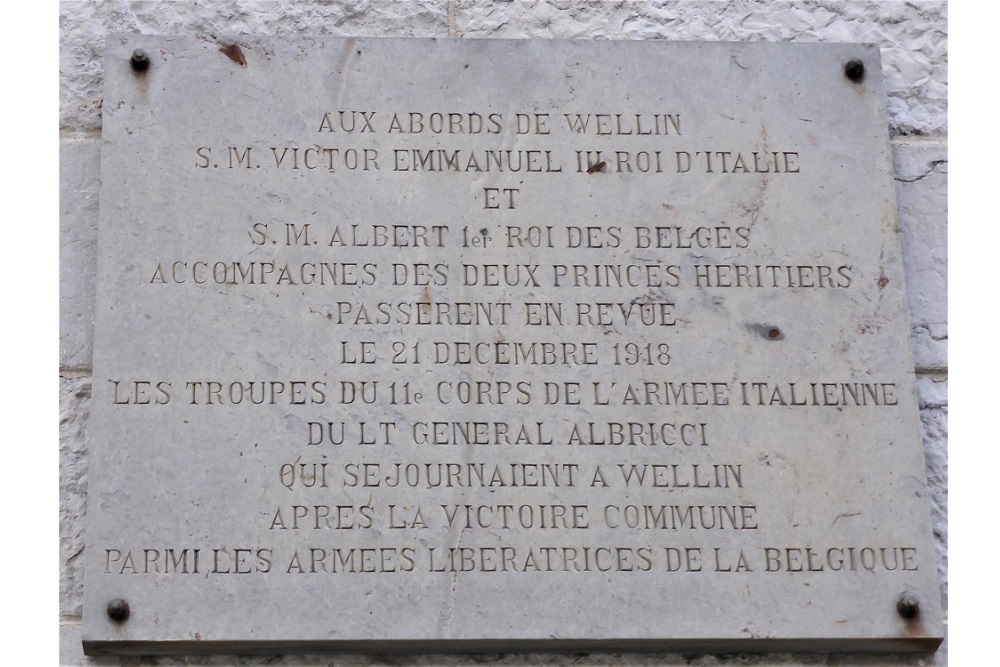 AUX ABORDS DE WELLIN
S. M. VICTOR EMMANUEL III ROI D'ITALIE
ET
S. M. ALBERT 1er ROI DES BELGES
ACCOMPAGNES DES DEUX PRINCES HERITIERS
PASSERENT EN REVUE
LE 21 DECEMBRE 1918
LES TROUPES DU 11e CORPS DE L'ARMEE ITALIENNE
DU LT GENERAL ALBRICCI
QUI SEJOURNAIENT A WELLIN
APRES LA VICTOIRE COMMUNE
PARMI LES ARMEES LIBERATRICES DE LA BELGIQUE